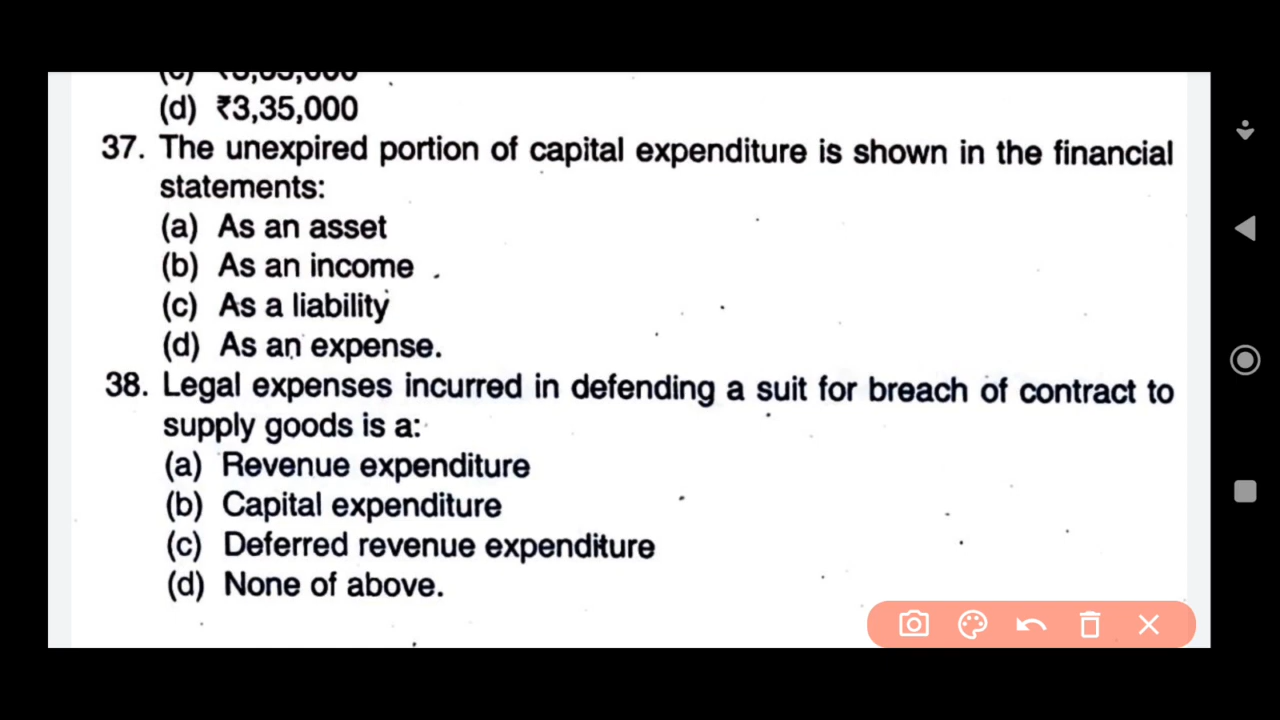 (d) ₹3,35,000
37. The unexpired portion of capital expenditure is shown in the financial
statements:
(a) As an asset
(b) As an income
(c) As a liability
(d) As an expense.
38. Legal expenses incurred in defending a suit for breach of contract to
supply goods is a:
(a) Revenue expenditure
(b) Capital expenditure
(c) Deferred revenue expenditure
(d) None of above.